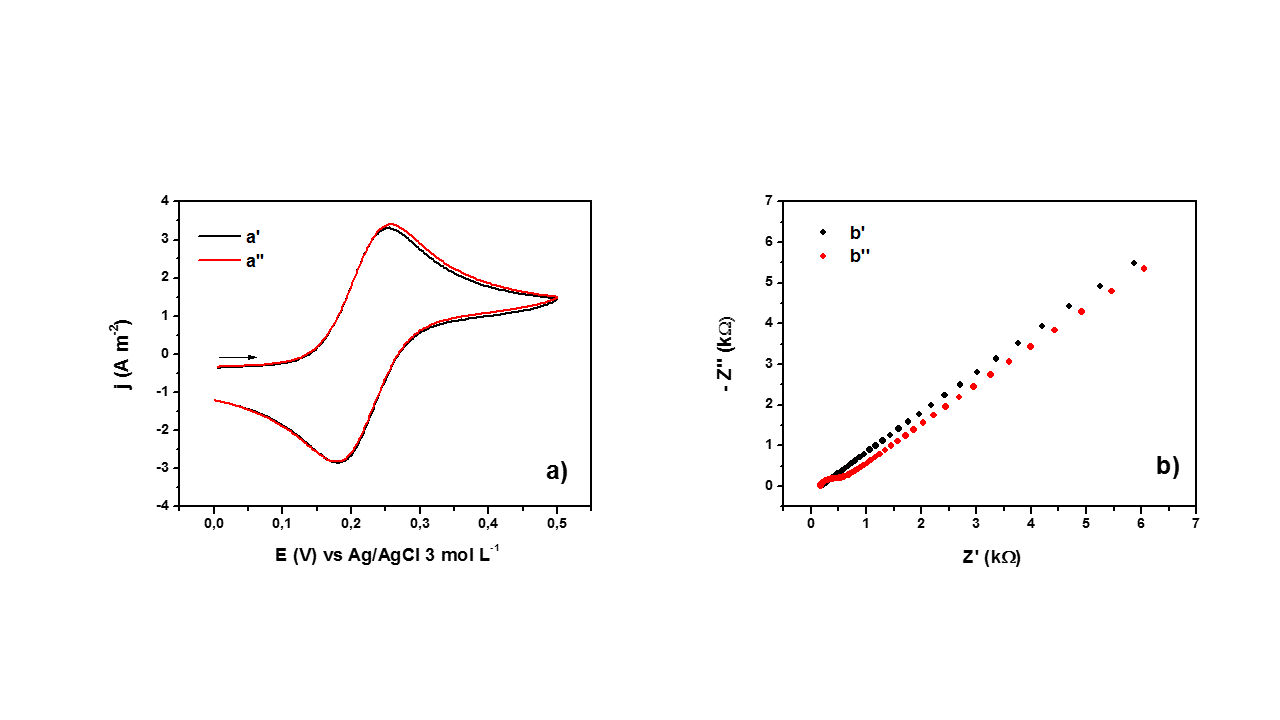 4
3
2
1
0
-1
-2
-3
-4
j (A m-2)
a'
a''
a)
0,0 0,1 0,2 0,3 0,4 0,5
E (V) vs Ag/AgCl 3 mol L-1
7
6
5
4
3
2
1
0
- Z'' (kΩ)
b'
b''
b)
0 1 2 3 4 5 6 7
Z' (kΩ)